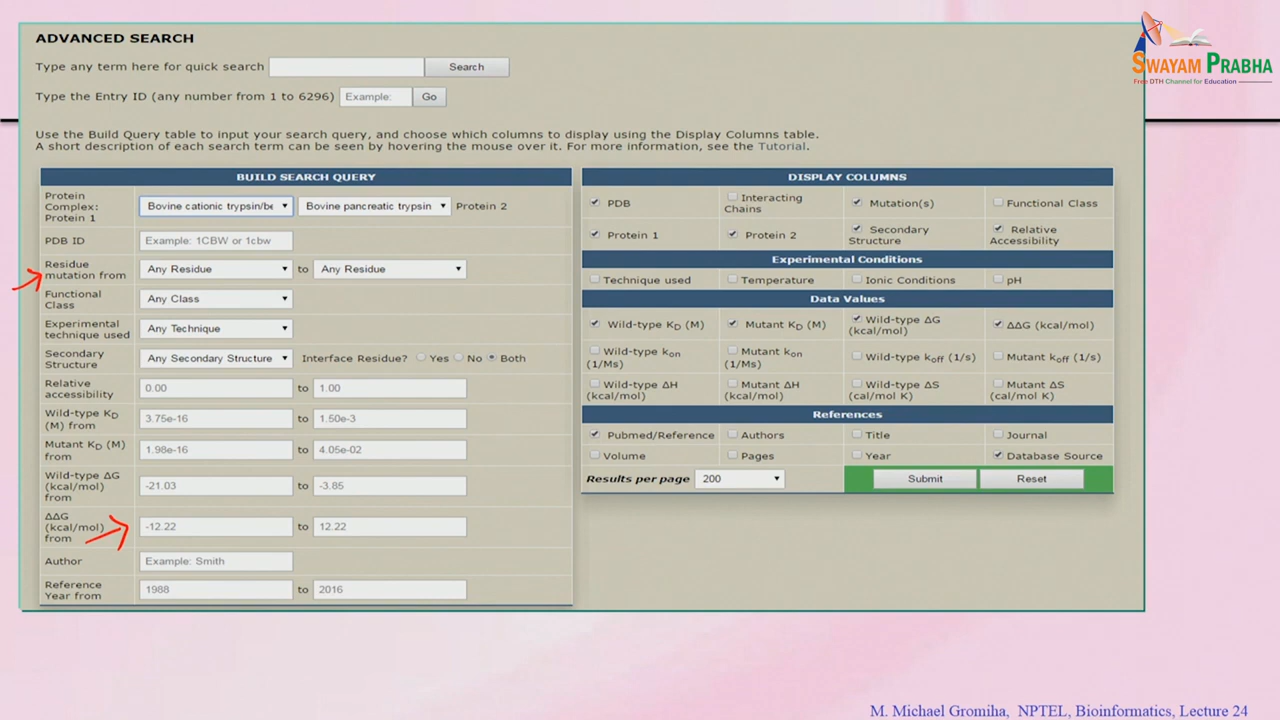 ADVANCED SEARCH
Type any term here for quick search Search
Type the Entry ID (any number from 1 to 6296) Example: Go
Use the Build Query table to input your search query, and choose which columns to display using the Display Columns table.
A short description of each search term can be seen by hovering the mouse over it. For more information, see the Tutorial.
BUILD SEARCH QUERY
Protein
Complex:
Protein 1
Bovine cationic trypsin/be Bovine pancreatic trypsin Protein 2
PDB ID Example: 1CBW or 1cbw
Residue
mutation from
Any Residue to Any Residue
Functional
Class
Any Class
Experimental
technique used
Any Technique
Secondary
Structure
Any Secondary Structure Interface Residue? Yes No Both
Relative
accessibility
0.00 to 1.00
Wild-type KD
(M) from
3.75e-16 to 1.50e-3
Mutant KD (M)
from
1.98e-16 to 4.05e-02
Wild-type ΔG
(kcal/mol)
from
-21.03 to -3.85
ΔΔG
(kcal/mol)
from
-12.22 to 12.22
Author Example: Smith
Reference
Year from
1988 to 2016
DISPLAY COLUMNS
PDB
Interacting
Chains
Mutation(s)
Functional Class
Protein 1
Protein 2
Secondary
Structure
Relative
Accessibility
Experimental Conditions
Technique used Temperature Ionic Conditions pH
Data Values
Wild-type KD (M)
Mutant KD (M)
Wild-type ΔG
(kcal/mol)
ΔΔG (kcal/mol)
Wild-type kon
(1/Ms)
Mutant kon
(1/Ms)
Wild-type koff (1/s)
Mutant koff (1/s)
Wild-type ΔH
(kcal/mol)
Mutant ΔH
(kcal/mol)
Wild-type ΔS
(cal/mol K)
Mutant ΔS
(cal/mol K)
References
Pubmed/Reference Authors Title Journal
Volume Pages Year Database Source
Results per page 200 Submit Reset
SWAYAM PRABHA
Free DTH Channel for Education
M. Michael Gromiha, NPTEL, Bioinformatics, Lecture 24